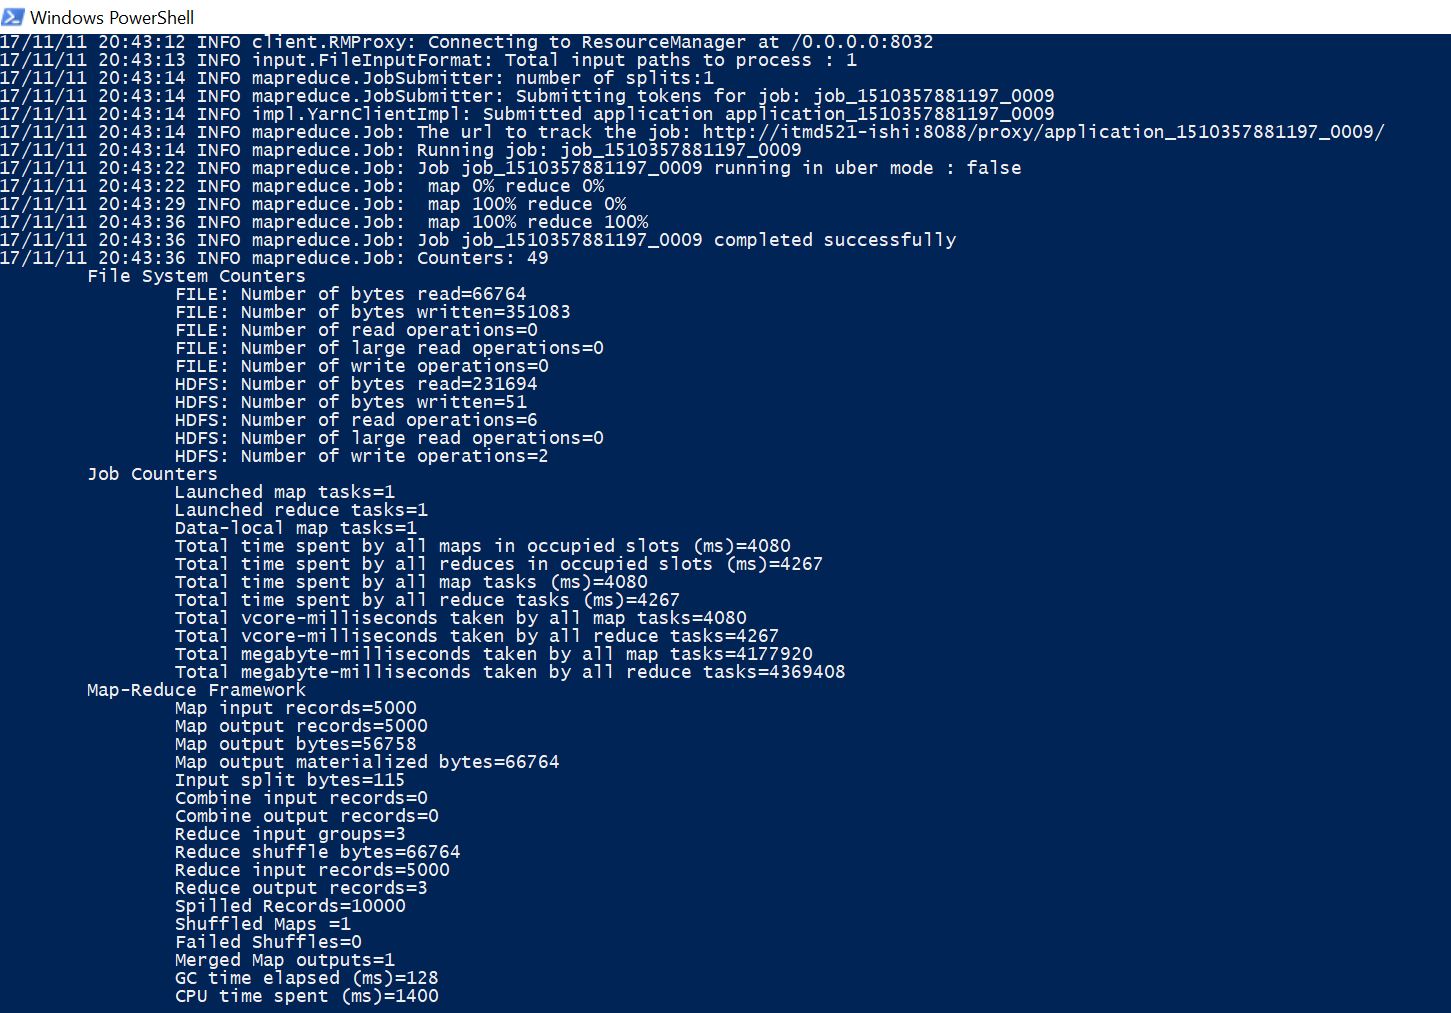 Windows PowerShell
17/11/11 20:43:12 INFO client.RMProxy: Connecting to ResourceManager at /0.0.0.0:8032
17/11/11 20:43:13 INFO input.FileInputFormat: Total input paths to process : 1
17/11/11 20:43:14 INFO mapreduce.JobSubmitter: number of splits:1
17/11/11 20:43:14 INFO mapreduce.JobSubmitter: Submitting tokens for job: job_1510357881197_0009
17/11/11 20:43:14 INFO impl.YarnClientImpl: Submitted application application_1510357881197_0009
17/11/11 20:43:14 INFO mapreduce.Job: The url to track the job: http://itmd521-ishi:8088/proxy/application_1510357881197_0009/
17/11/11 20:43:14 INFO mapreduce.Job: Running job: job_1510357881197_0009
17/11/11 20:43:22 INFO mapreduce.Job: Job job_1510357881197_0009 running in uber mode : false
17/11/11 20:43:22 INFO mapreduce.Job:  map 0% reduce 0%
17/11/11 20:43:29 INFO mapreduce.Job:  map 100% reduce 0%
17/11/11 20:43:36 INFO mapreduce.Job:  map 100% reduce 100%
17/11/11 20:43:36 INFO mapreduce.Job: Job job_1510357881197_0009 completed successfully
17/11/11 20:43:36 INFO mapreduce.Job: Counters: 49
File System Counters
FILE: Number of bytes read=66764
FILE: Number of bytes written=351083
FILE: Number of read operations=0
FILE: Number of large read operations=0
FILE: Number of write operations=0
HDFS: Number of bytes read=231694
HDFS: Number of bytes written=51
HDFS: Number of read operations=6
HDFS: Number of large read operations=0
HDFS: Number of write operations=2
Job Counters
Launched map tasks=1
Launched reduce tasks=1
Data-local map tasks=1
Total time spent by all maps in occupied slots (ms)=4080
Total time spent by all reduces in occupied slots (ms)=4267
Total time spent by all map tasks (ms)=4080
Total time spent by all reduce tasks (ms)=4267
Total vcore-milliseconds taken by all map tasks=4080
Total vcore-milliseconds taken by all reduce tasks=4267
Total megabyte-milliseconds taken by all map tasks=4177920
Total megabyte-milliseconds taken by all reduce tasks=4369408
Map-Reduce Framework
Map input records=5000
Map output records=5000
Map output bytes=56758
Map output materialized bytes=66764
Input split bytes=115
Combine input records=0
Combine output records=0
Reduce input groups=3
Reduce shuffle bytes=66764
Reduce input records=5000
Reduce output records=3
Spilled Records=10000
Shuffled Maps =1
Failed Shuffles=0
Merged Map outputs=1
GC time elapsed (ms)=128
CPU time spent (ms)=1400